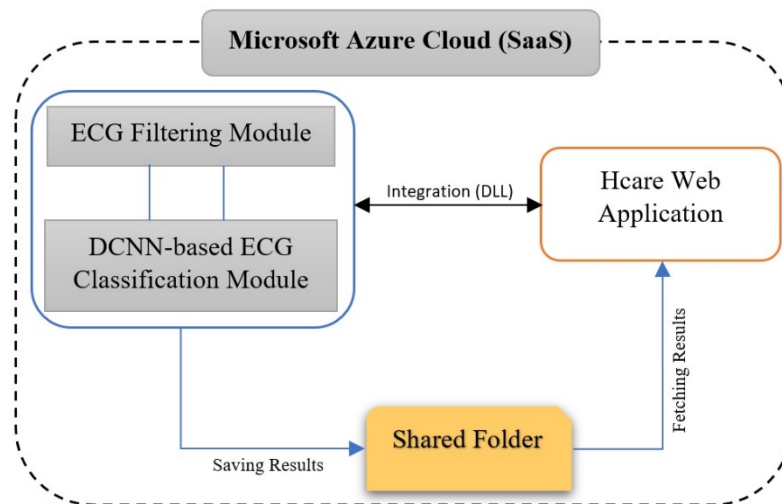 Microsoft Azure Cloud (SaaS)
ECG Filtering Module
DCNN-based ECG
Classification Module
Integration (DLL)
Hcare Web
Application
Fetching Results
Shared Folder
Saving Results